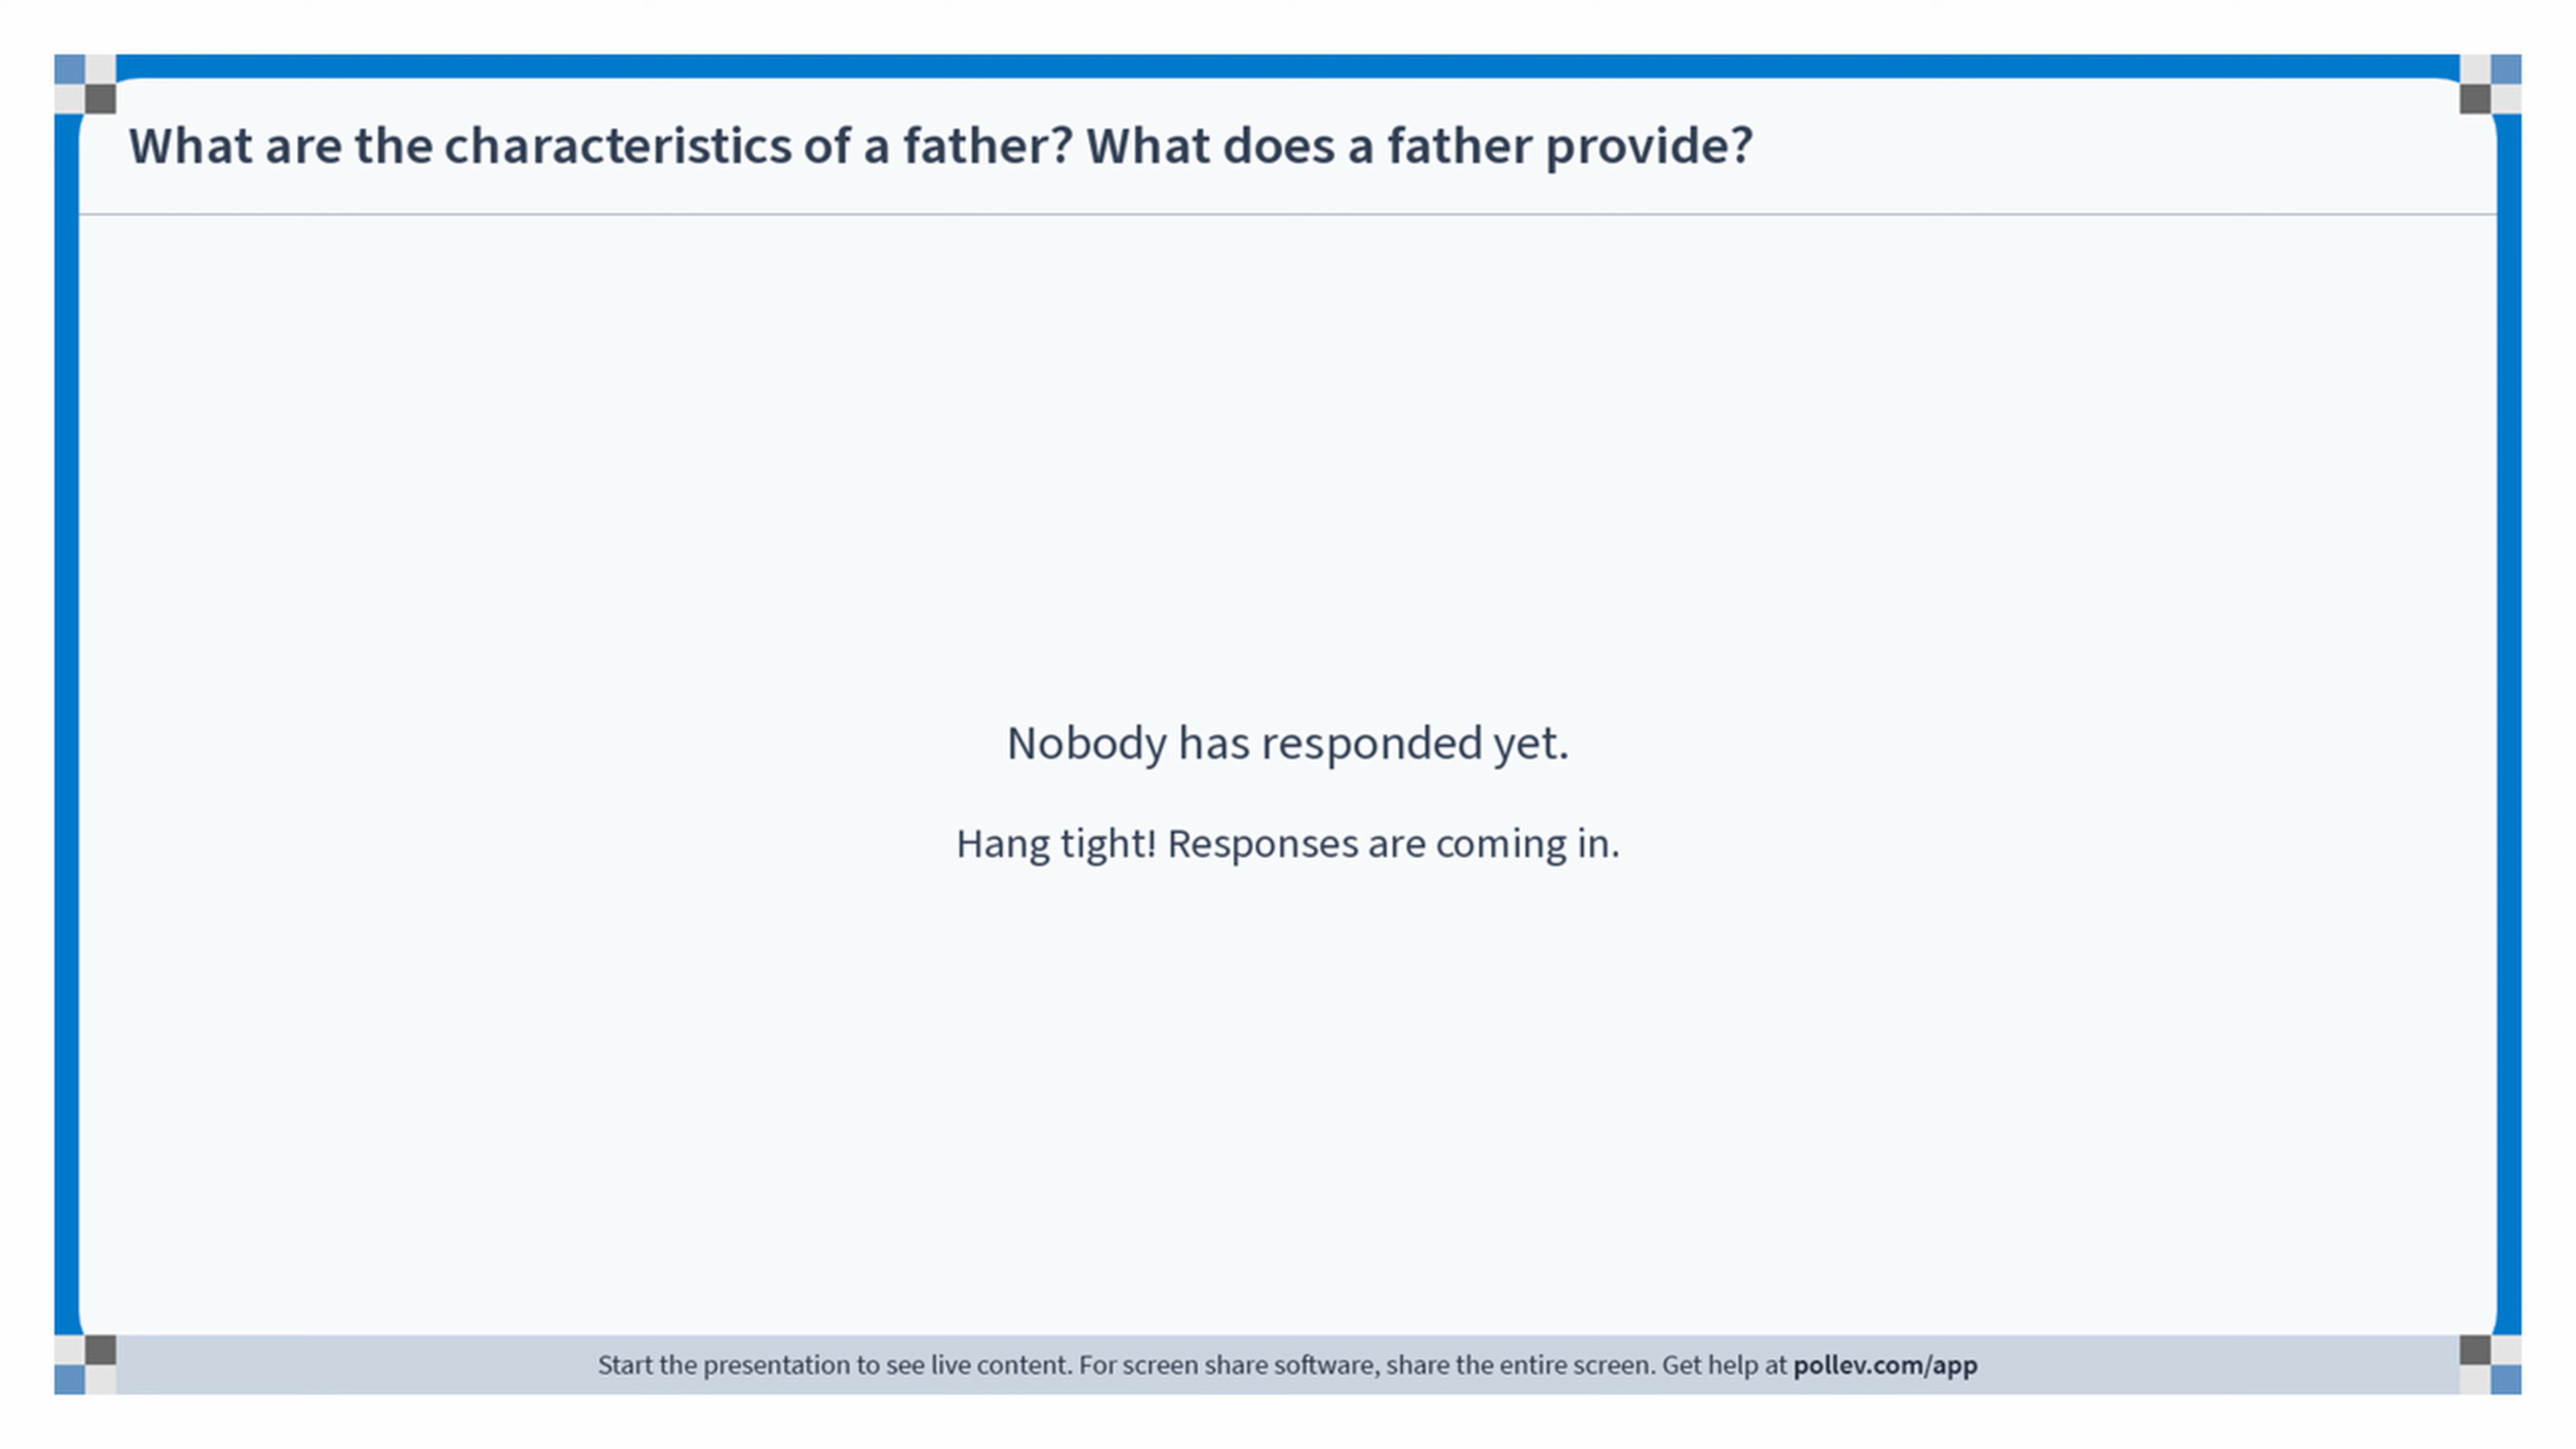 What are the characteristics of a father? What does a father provide?
Nobody has responded yet.
Hang tight! Responses are coming in.
Start the presentation to see live content. For screen share software, share the entire screen. Get help at pollev.com/app